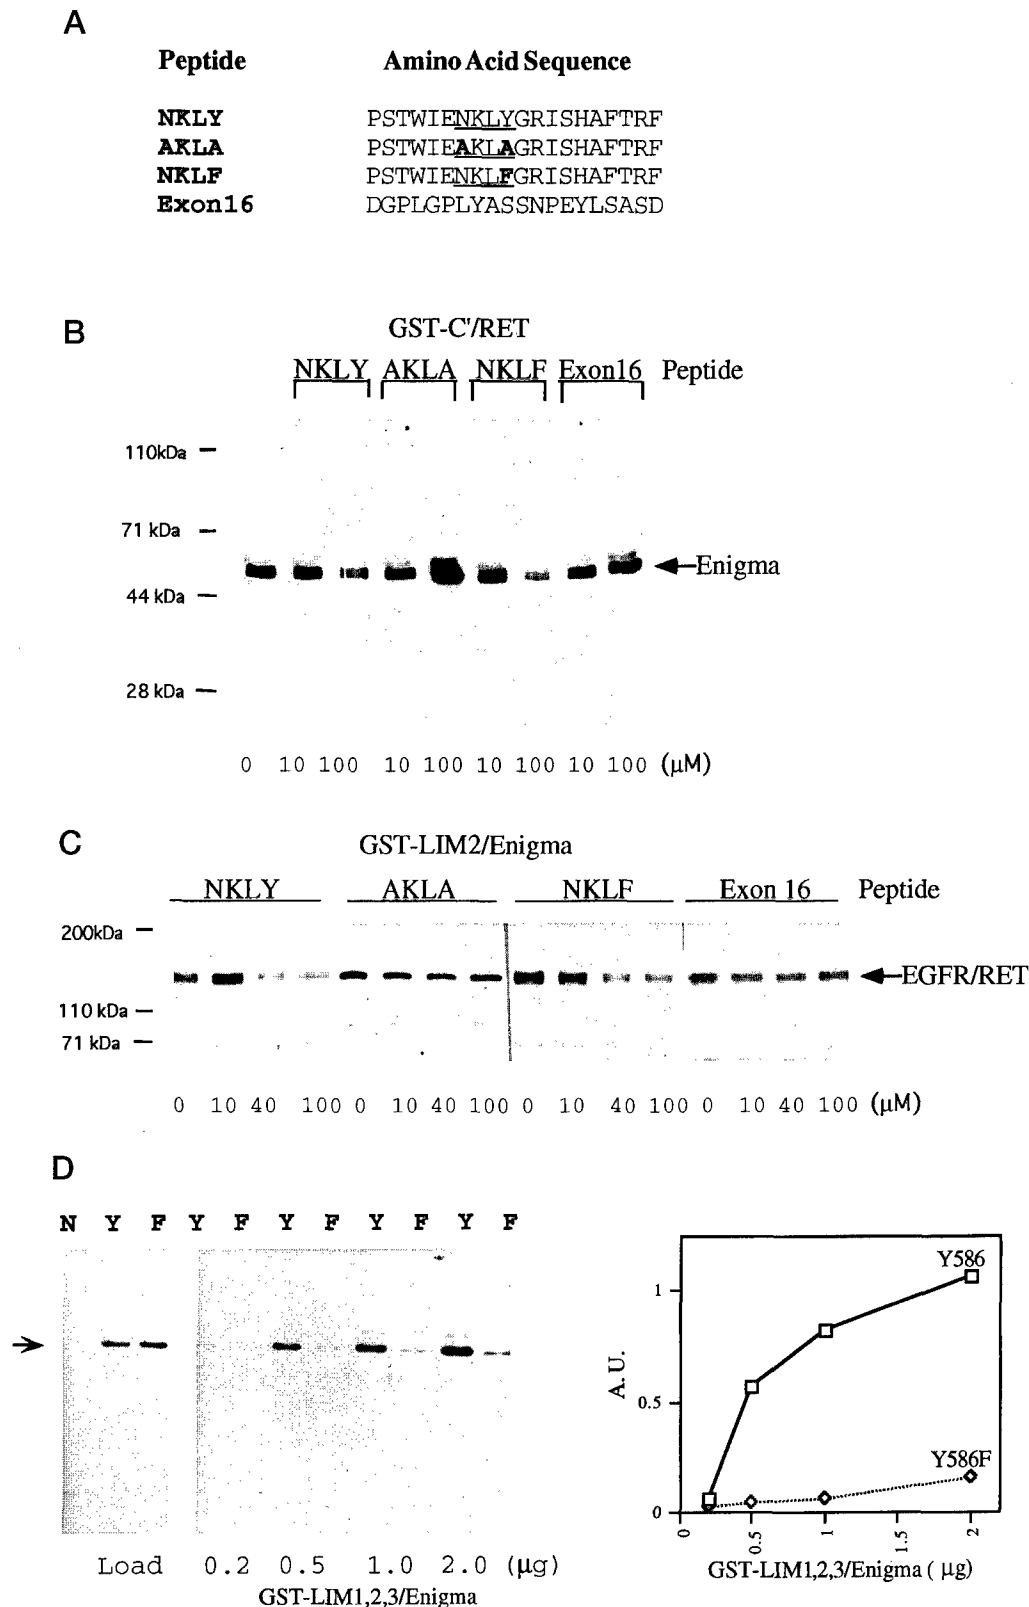 A
Peptide Amino Acid Sequence
NKLY PSTWIENKLYGRISHAFTRF
AKLA PSTWIEAKLAGRISHAFTRF
NKLF PSTWIENKLFGRISHAFTRF
Exon16 DGPLGPLYASSNPEYLSASD
B
GST-C'/RET
NKLY AKLA NKLF Exon16 Peptide
110kDa
71 kDa
Enigma
44 kDa
28 kDa
0 10 100 10 100 10 100 10 100 (μM)
C
GST-LIM2/Enigma
NKLY AKLA NKLF Exon 16 Peptide
200kDa
EGFR/RET
110 kDa
71 kDa
0 10 40 100 0 10 40 100 0 10 40 100 0 10 40 100 (μM)
D
N Y F Y F Y F Y F Y F
Load 0.2 0.5 1.0 2.0 (μg)
GST-LIM1,2,3/Enigma
Y586
1
A.U.
0.5
Y586F
0
0 0.5 1 1.5 2
GST-LIM1,2,3/Enigma ( μg)